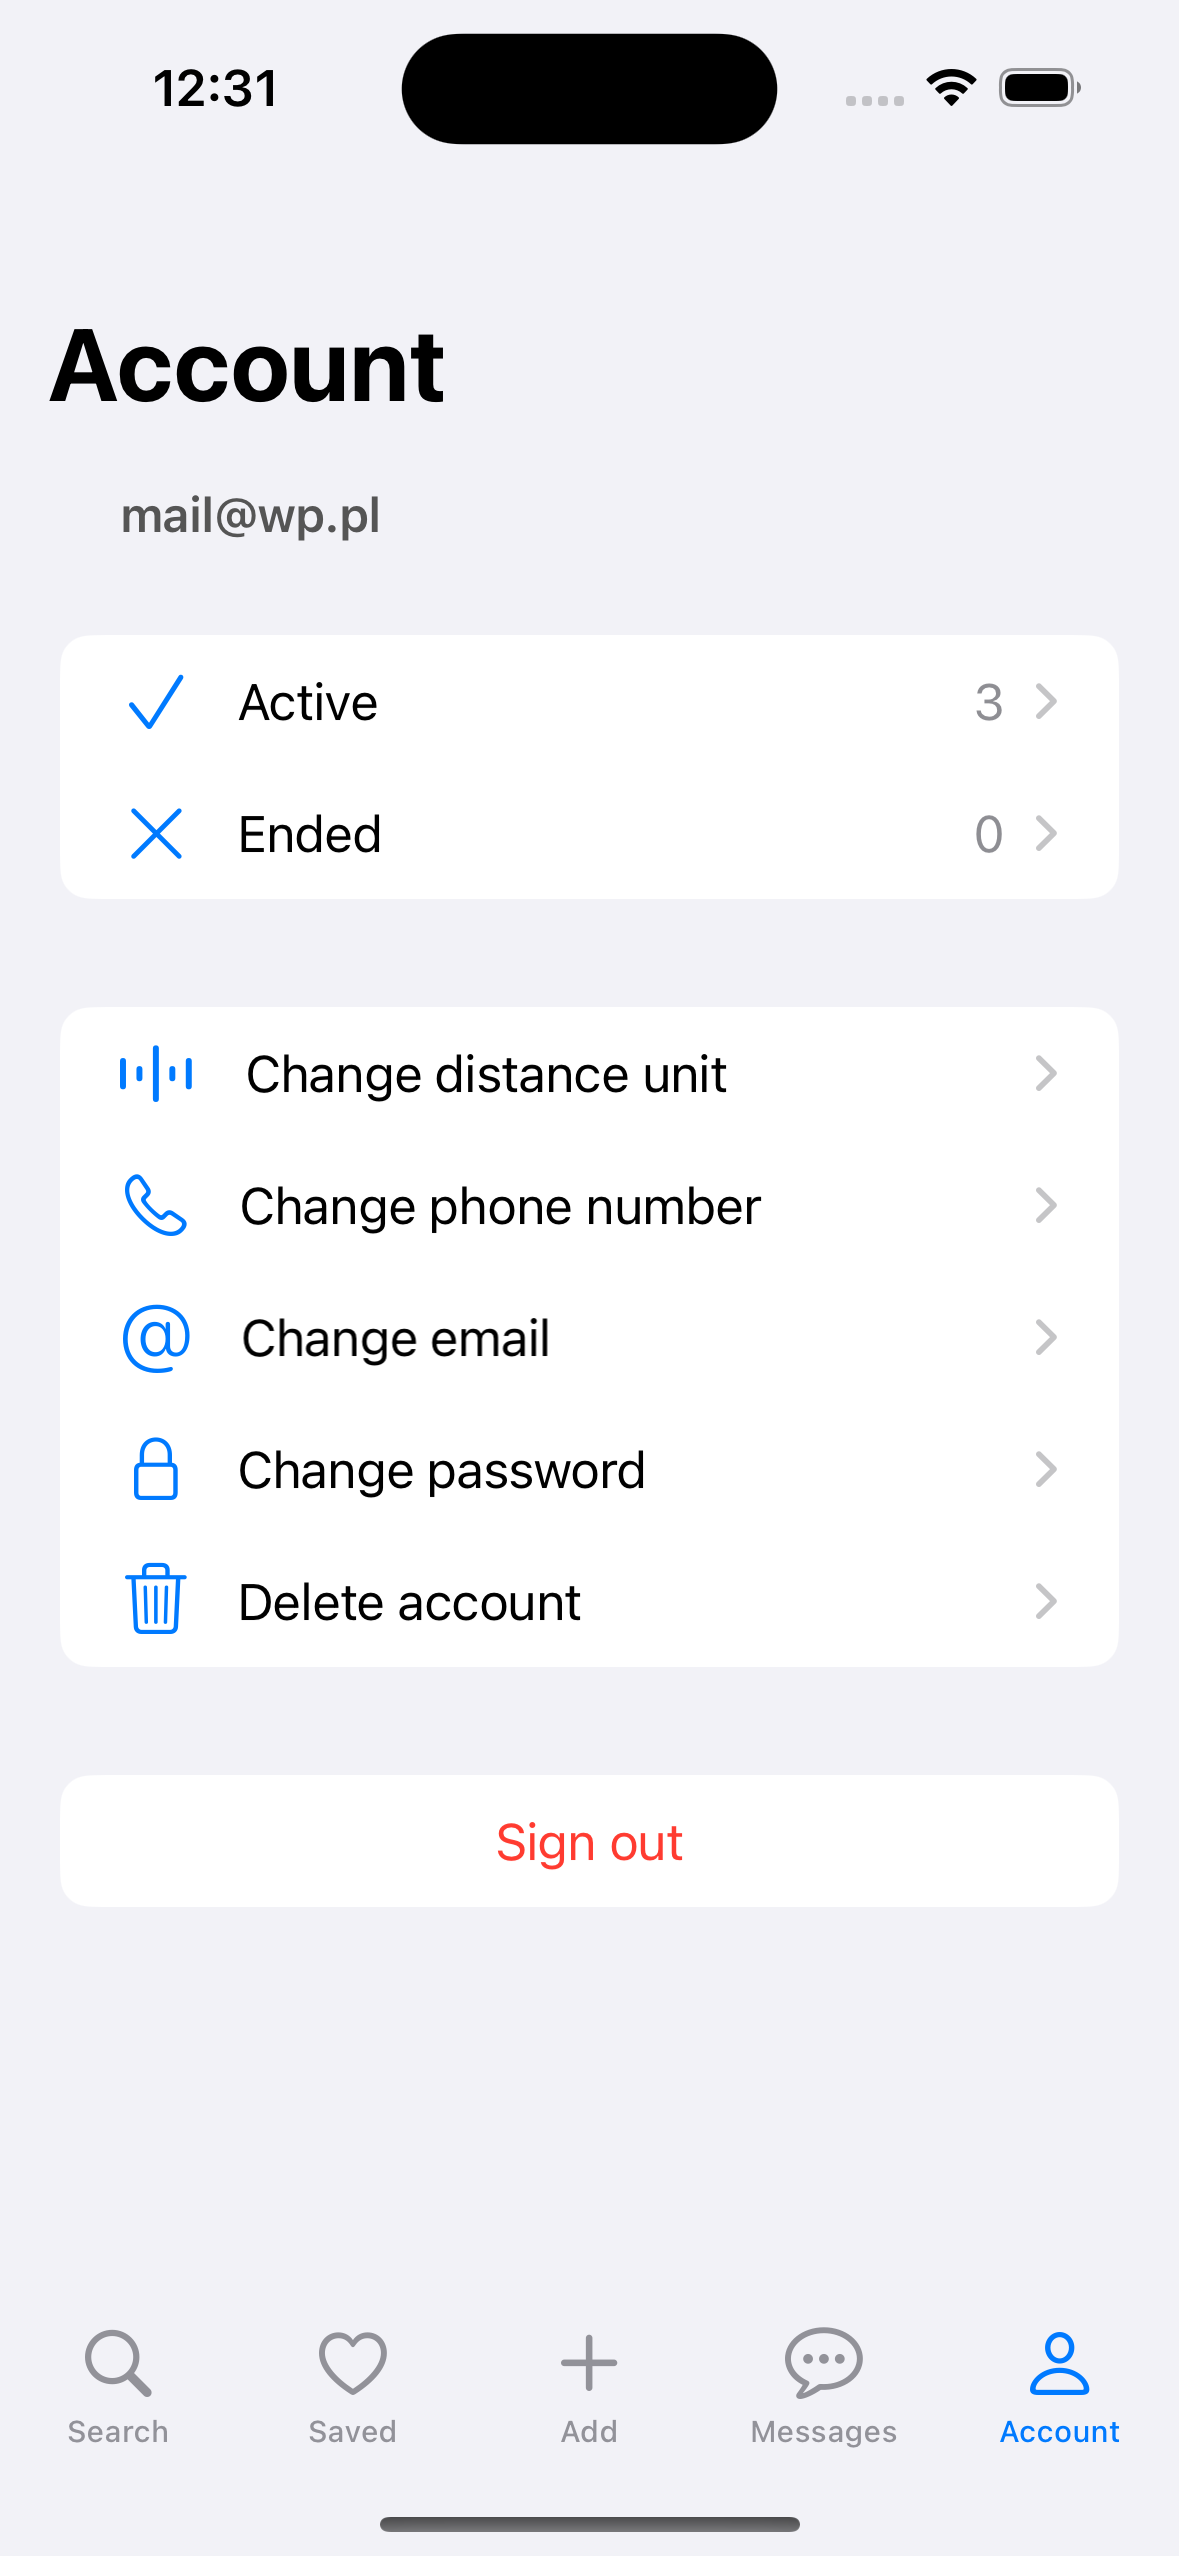 12:31
Account
mail@wp.pl
Active 3
Ended 0
Change distance unit
Change phone number
Change email
Change password
Delete account
Sign out
Search Saved Add Messages Account